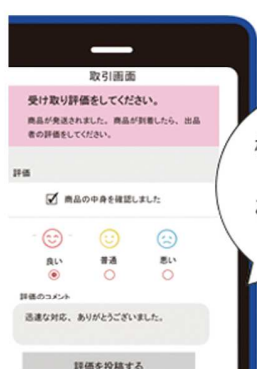 取引画面
受け取り評価をしてください。
商品が発送されました。商品が到着したら、出品
者の評価をしてください。
評価
商品の中身を確認しました
良い 普通 悪い
評価のコメント
迅速な対応、ありがとうございました。
評価を投稿する